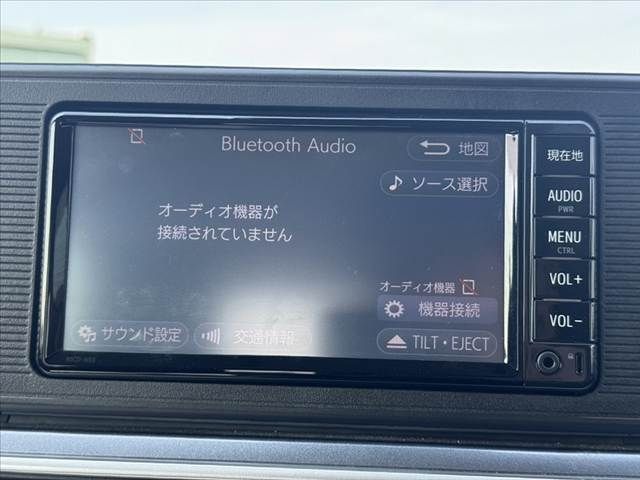 Bluetooth Audio
地図
ソース選択
オーディオ機器が
接続されていません
オーディオ機器
機器接続
サウンド設定
交通情報
TILT・EJECT
現在地
AUDIO
PWR
MENU
CTRL
VOL+
VOL-